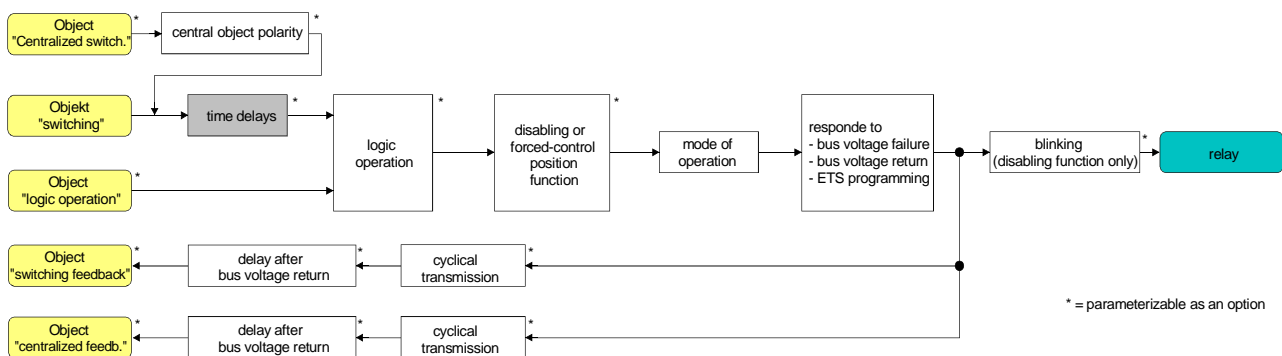 Object
"Centralized switch."
*
central object polarity
*
Objekt
"switching"
time delays
*
logic
operation
*
disabling or
forced-control
position
function
*
mode of
operation
responde to
- bus voltage failure
- bus voltage return
- ETS programming
blinking
(disabling function only)
*
relay
Object
"logic operation"
*
Object
"switching feedback"
*
delay after
bus voltage return
*
cyclical
transmission
*
* = parameterizable as an option
Object
"centralized feedb."
*
delay after
bus voltage return
*
cyclical
transmission
*